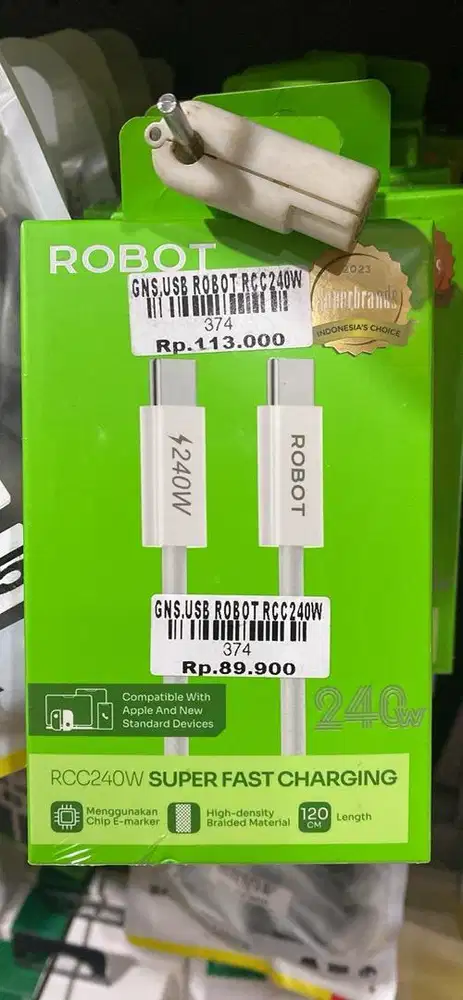 ROBOT
2023
Superbrands
INDONESIA'S CHOICE
GNS,USB ROBOT RCC240W
374
Rp.113.000
240W
ROBOT
GNS,USB ROBOT RCC240W
374
Rp.89.900
Compatible With
Apple And New
Standard Devices
240W
RCC240W SUPER FAST CHARGING
Menggunakan
Chip E-marker
High-density
Braided Material
120
CM
Length